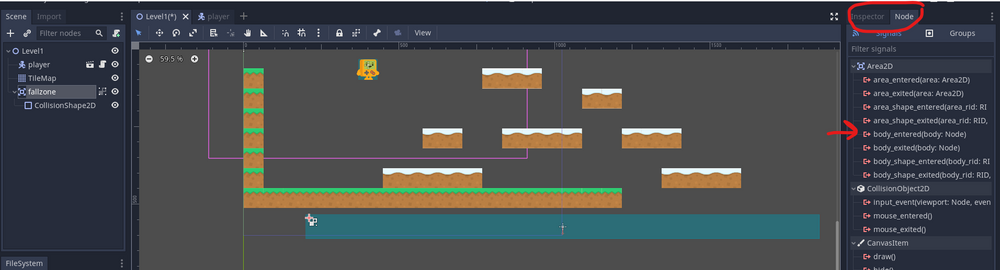 Scene Import
Level1(*) player
Inspector Node
Filter nodes
View
Signals Groups
Filter signals
Level1
player
TileMap
fallzone
CollisionShape2D
59.5 %
0 500 1000 1500
500
Area2D
area_entered(area: Area2D)
area_exited(area: Area2D)
area_shape_entered(area_rid: RI
area_shape_exited(area_rid: RID,
body_entered(body: Node)
body_exited(body: Node)
body_shape_entered(body_rid: RI
body_shape_exited(body_rid: RID,
CollisionObject2D
input_event(viewport: Node, even
mouse_entered()
mouse_exited()
CanvasItem
draw()
FileSystem